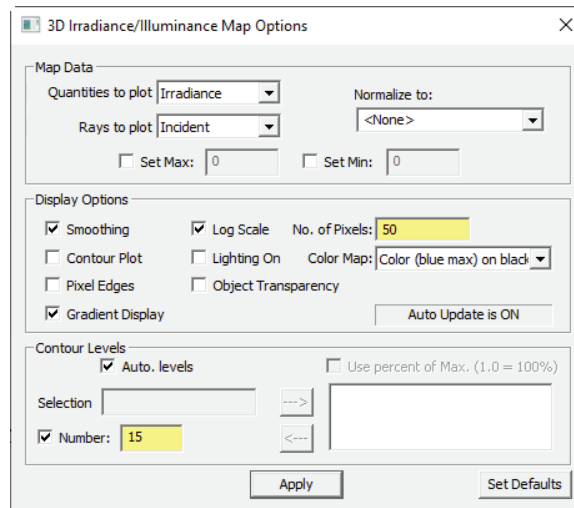 3D Irradiance/Illuminance Map Options
Map Data
Quantities to plot Irradiance
Normalize to:
Rays to plot Incident
<None>
Set Max: 0
Set Min: 0
Display Options
Smoothing
Log Scale
No. of Pixels: 50
Contour Plot
Lighting On
Color Map: Color (blue max) on black
Pixel Edges
Object Transparency
Gradient Display
Auto Update is ON
Contour Levels
Auto. levels
Use percent of Max. (1.0 = 100%)
Selection
--->
Number: 15
<---
Apply
Set Defaults